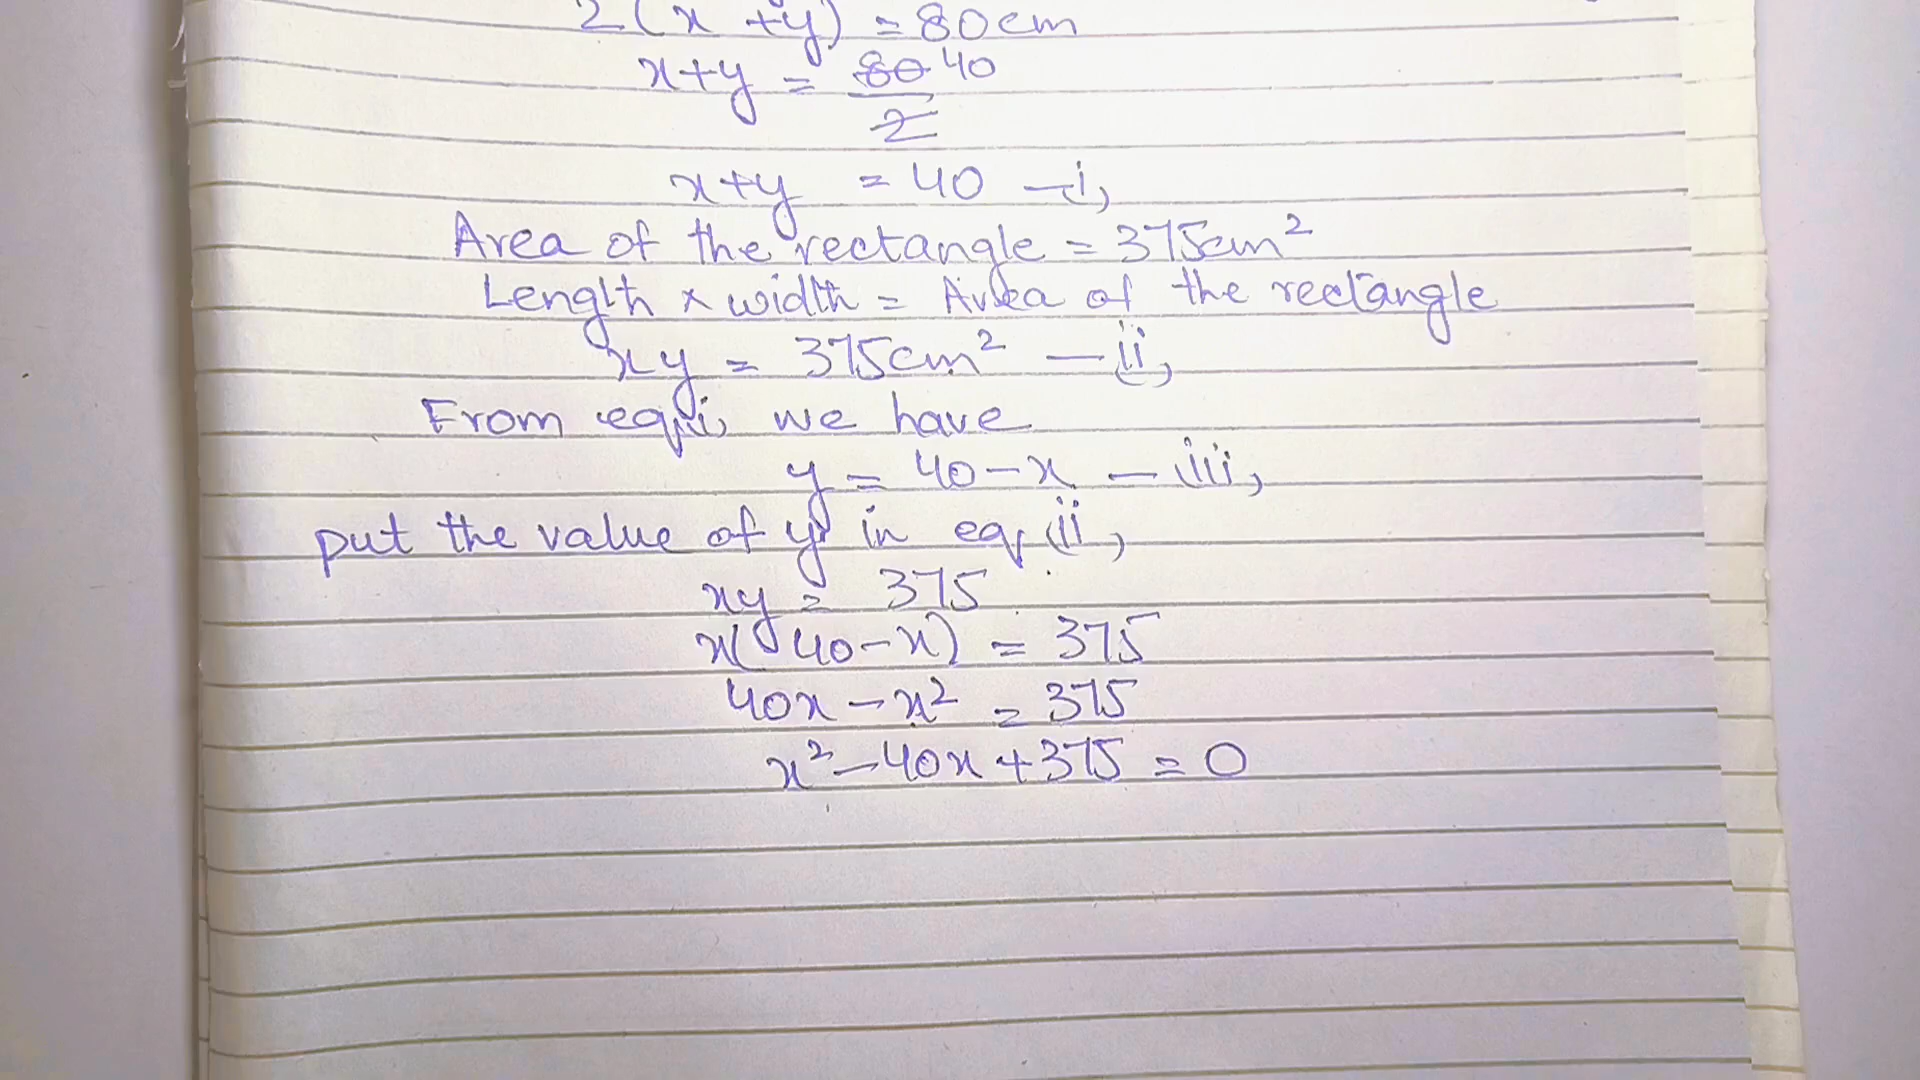 2(x+y) = 80cm
x+y = 80/2 40
x+y = 40 —i,
Area of the rectangle = 375cm²
Length × width = Area of the rectangle
xy = 375cm² — ii,
From eq i, we have
y = 40-x — iii,
put the value of y in eq ii,
xy = 375
x(40-x) = 375
40x - x² = 375
x² - 40x + 375 = 0